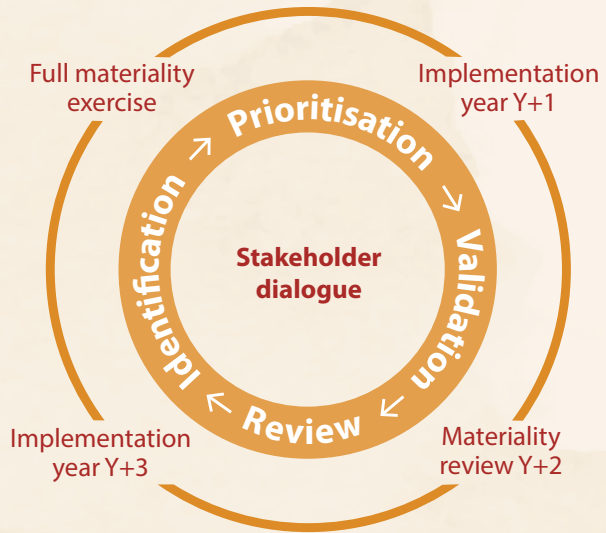 Full materiality
exercise
Implementation
year Y+1
Identification → Prioritisation → Validation → Review →
Stakeholder
dialogue
Implementation
year Y+3
Materiality
review Y+2